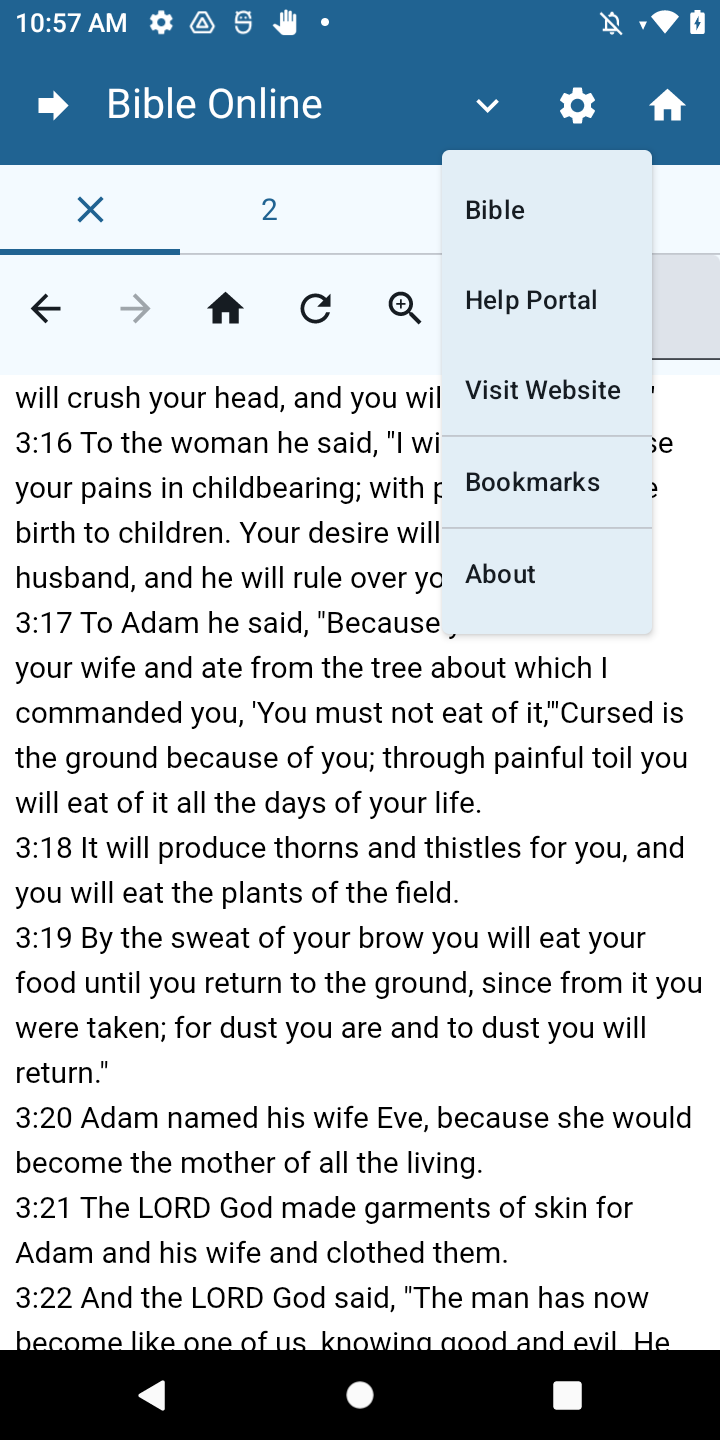 10:57 AM
Bible Online
2
Bible
Help Portal
Visit Website
Bookmarks
About
will crush your head, and you
3:16 To the woman he said, "I
your pains in childbearing; with
birth to children. Your desire will
husband, and he will rule over
3:17 To Adam he said, "Because
your wife and ate from the tree about which I
commanded you, 'You must not eat of it,'"Cursed is
the ground because of you; through painful toil you
will eat of it all the days of your life.
3:18 It will produce thorns and thistles for you, and
you will eat the plants of the field.
3:19 By the sweat of your brow you will eat your
food until you return to the ground, since from it you
were taken; for dust you are and to dust you will
return."
3:20 Adam named his wife Eve, because she would
become the mother of all the living.
3:21 The LORD God made garments of skin for
Adam and his wife and clothed them.
3:22 And the LORD God said, "The man has now
become like one of us, knowing good and evil. He